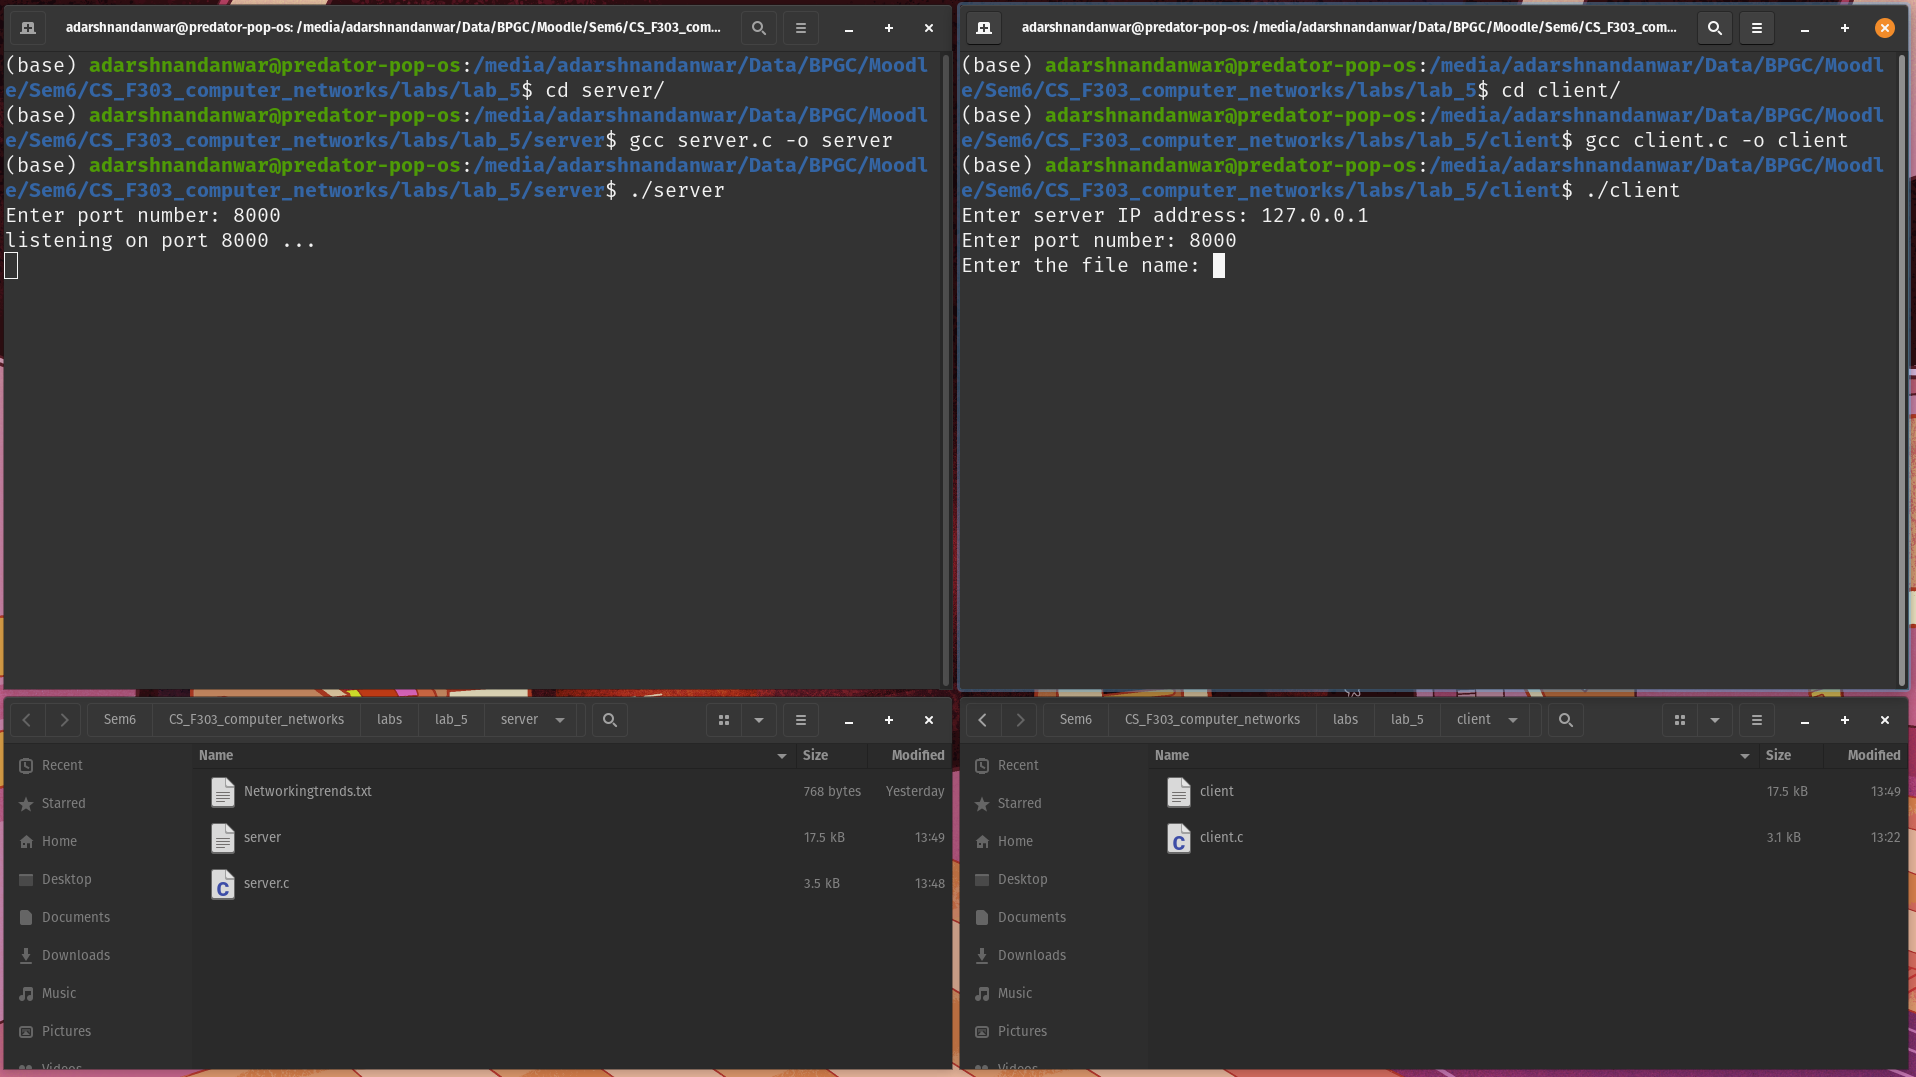 adarshnandanwar@predator-pop-os: /media/adarshnandanwar/Data/BPGC/Moodle/Sem6/CS_F303_com...
(base) adarshnandanwar@predator-pop-os:/media/adarshnandanwar/Data/BPGC/Moodl
e/Sem6/CS_F303_computer_networks/labs/lab_5$ cd server/
(base) adarshnandanwar@predator-pop-os:/media/adarshnandanwar/Data/BPGC/Moodl
e/Sem6/CS_F303_computer_networks/labs/lab_5/server$ gcc server.c -o server
(base) adarshnandanwar@predator-pop-os:/media/adarshnandanwar/Data/BPGC/Moodl
e/Sem6/CS_F303_computer_networks/labs/lab_5/server$ ./server
Enter port number: 8000
listening on port 8000 ...
adarshnandanwar@predator-pop-os: /media/adarshnandanwar/Data/BPGC/Moodle/Sem6/CS_F303_com...
(base) adarshnandanwar@predator-pop-os:/media/adarshnandanwar/Data/BPGC/Moodl
e/Sem6/CS_F303_computer_networks/labs/lab_5$ cd client/
(base) adarshnandanwar@predator-pop-os:/media/adarshnandanwar/Data/BPGC/Moodl
e/Sem6/CS_F303_computer_networks/labs/lab_5/client$ gcc client.c -o client
(base) adarshnandanwar@predator-pop-os:/media/adarshnandanwar/Data/BPGC/Moodl
e/Sem6/CS_F303_computer_networks/labs/lab_5/client$ ./client
Enter server IP address: 127.0.0.1
Enter port number: 8000
Enter the file name:
Sem6 CS_F303_computer_networks labs lab_5 server
Name Size Modified
Recent
Starred
Home
Desktop
Documents
Downloads
Music
Pictures
Videos
Networkingtrends.txt 768 bytes Yesterday
server 17.5 kB 13:49
server.c 3.5 kB 13:48
Sem6 CS_F303_computer_networks labs lab_5 client
Name Size Modified
Recent
Starred
Home
Desktop
Documents
Downloads
Music
Pictures
Videos
client 17.5 kB 13:49
client.c 3.1 kB 13:22